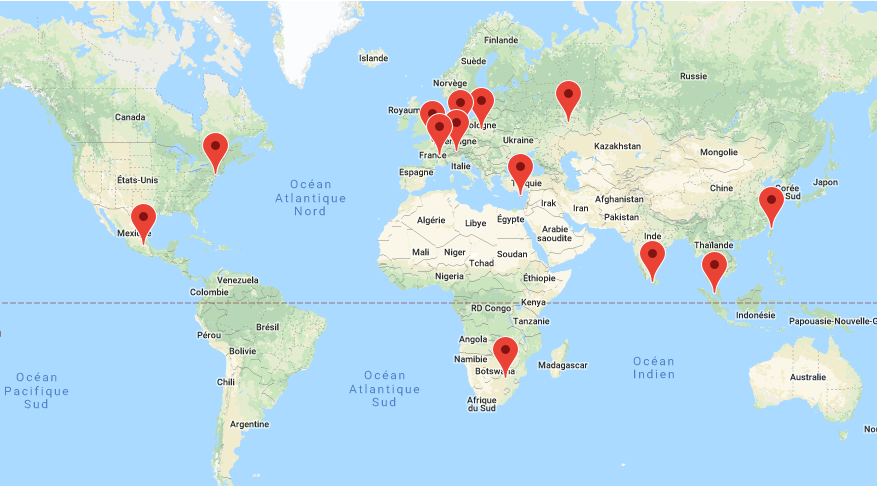 Islande
Finlande
Suède
Norvège
Russie
Royaum
Canada
ologne
Ukraine
Kazakhstan
Mongolie
France
Italie
Espagne
États-Unis
Océan
Atlantique
Nord
Turquie
Chine
Corée
du Sud
Japon
Afghanistan
Irak
Iran
Pakistan
Algérie
Libye
Égypte
Arabie
saoudite
Inde
Thaïlande
Mexique
Mali
Niger
Tchad
Soudan
Nigeria
Éthiopie
Venezuela
Colombie
RD Congo
Kenya
Tanzanie
Indonésie
Papouasie-Nouvelle-G
Pérou
Brésil
Bolivie
Angola
Namibie
Botswana
Madagascar
Océan
Indien
Océan
Pacifique
Sud
Océan
Atlantique
Sud
Chili
Australie
Afrique
du Sud
Argentine
Nou